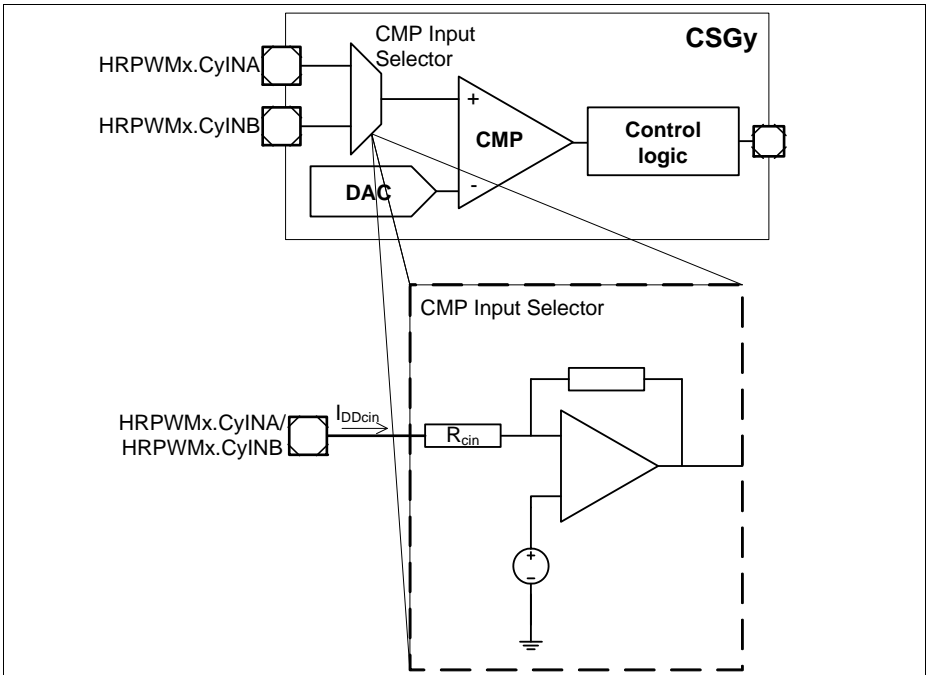 CMP Input
Selector
CSGy
HRPWMx.CyINA
HRPWMx.CyINB
+
CMP
-
Control
logic
DAC
CMP Input Selector
HRPWMx.CyINA/
HRPWMx.CyINB
IDDcin
Rcin
+
−